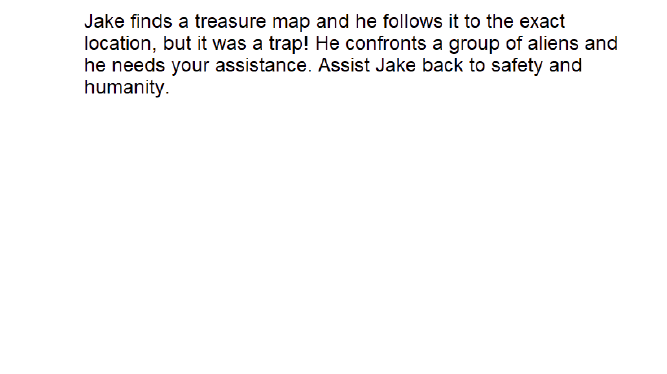 Jake finds a treasure map and he follows it to the exact
location, but it was a trap! He confronts a group of aliens and
he needs your assistance. Assist Jake back to safety and
humanity.